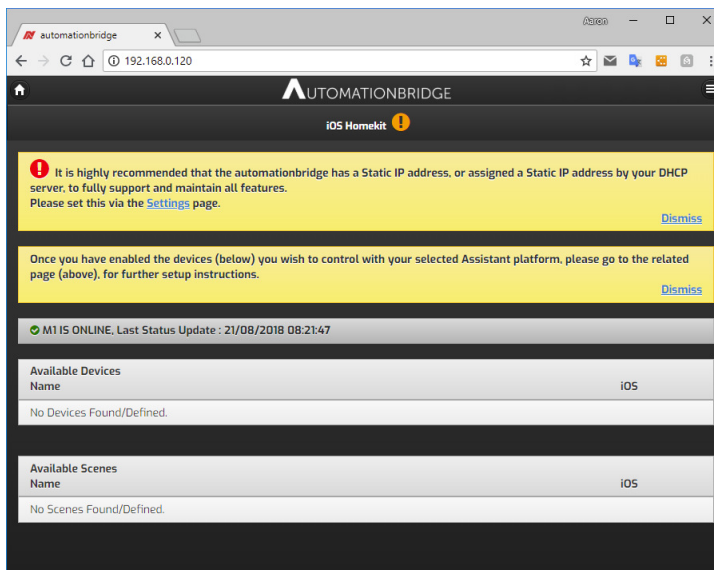 Aaron
automationbridge
192.168.0.120
AUTOMATIONBRIDGE
iOS Homekit
It is highly recommended that the automationbridge has a Static IP address, or assigned a Static IP address by your DHCP
server, to fully support and maintain all features.
Please set this via the Settings page.
Dismiss
Once you have enabled the devices (below) you wish to control with your selected Assistant platform, please go to the related
page (above), for further setup instructions.
Dismiss
M1 IS ONLINE, Last Status Update : 21/08/2018 08:21:47
Available Devices
Name iOS
No Devices Found/Defined.
Available Scenes
Name iOS
No Scenes Found/Defined.